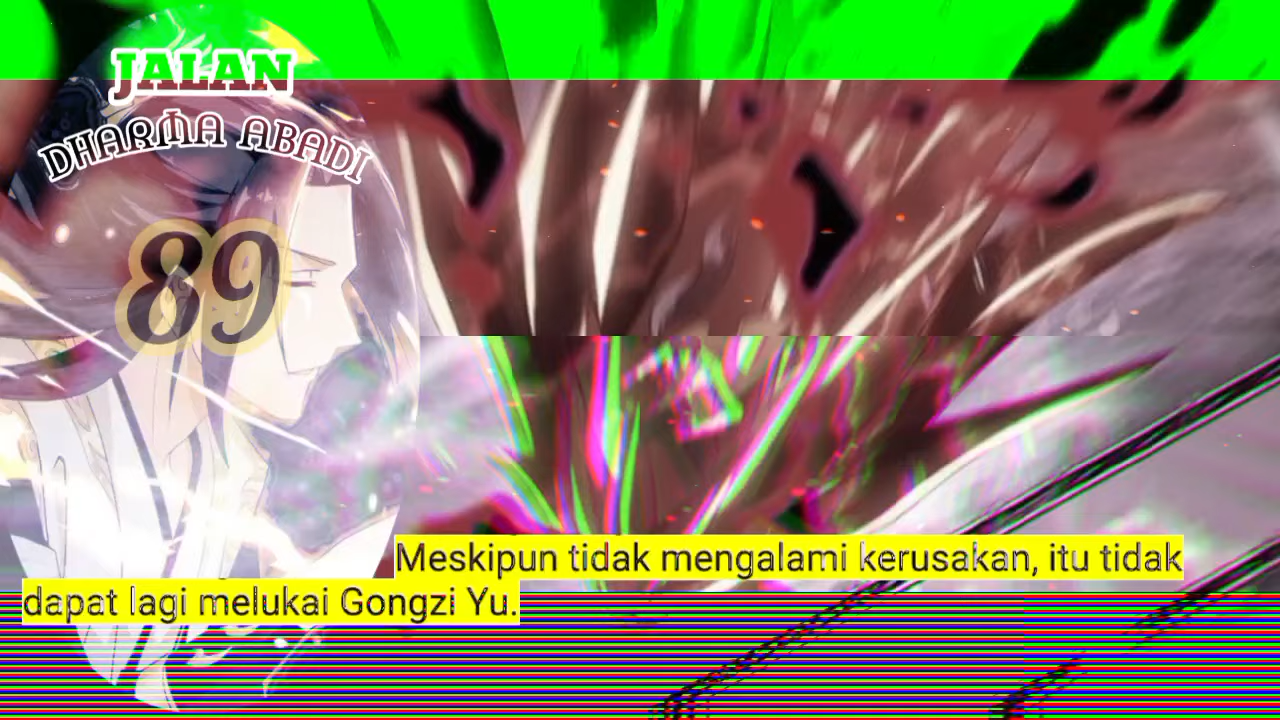 JALAN
DHARMA ABADI
89
Meskipun tidak mengalami kerusakan, itu tidak
dapat lagi melukai Gongzi Yu.